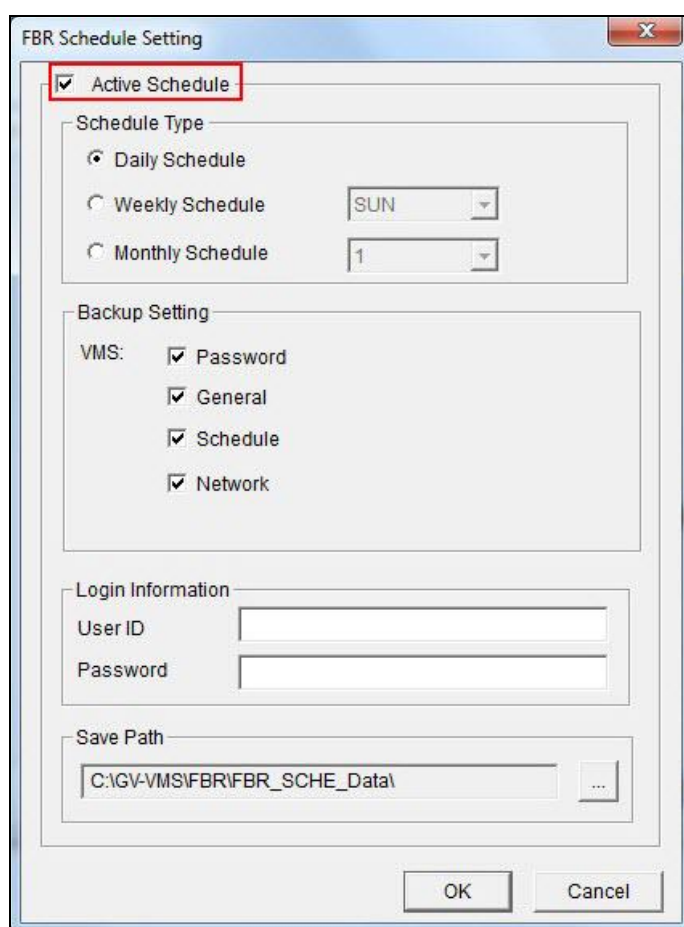 FBR Schedule Setting
Active Schedule
Schedule Type
Daily Schedule
Weekly Schedule SUN
Monthly Schedule 1
Backup Setting
VMS: Password
General
Schedule
Network
Login Information
User ID
Password
Save Path
C:\GV-VMS\FBR\FBR_SCHE_Data\ ...
OK Cancel